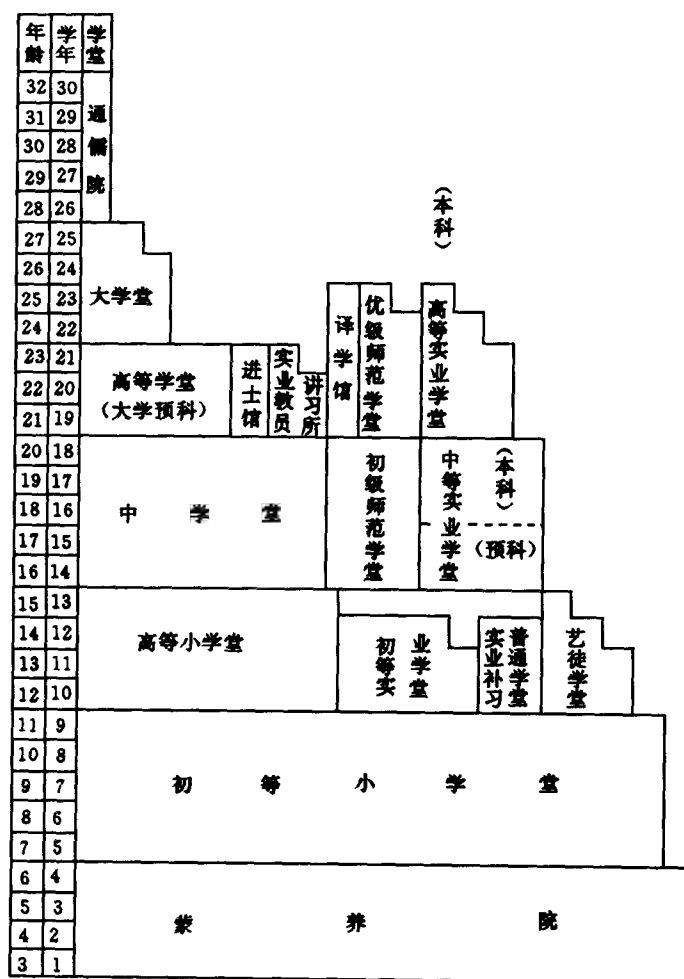 年龄 学年 学堂
32 30
31 29
30 28
29 27
28 26
通儒院
27 25
26 24
25 23
24 22
大学堂
23 21
22 20
21 19
高等学堂
（大学预科）
进士馆
实业教员
讲习所
译学馆
优级师范学堂
高等实业学堂
（本科）
20 18
19 17
18 16
17 15
16 14
中学堂
初级师范学堂
中等实业学堂
（本科）
（预科）
15 13
14 12
13 11
12 10
高等小学堂
初等实
业学堂
实业补习
普通学堂
艺徒学堂
11 9
10 8
9 7
8 6
7 5
初等小学堂
6 4
5 3
4 2
3 1
蒙养院